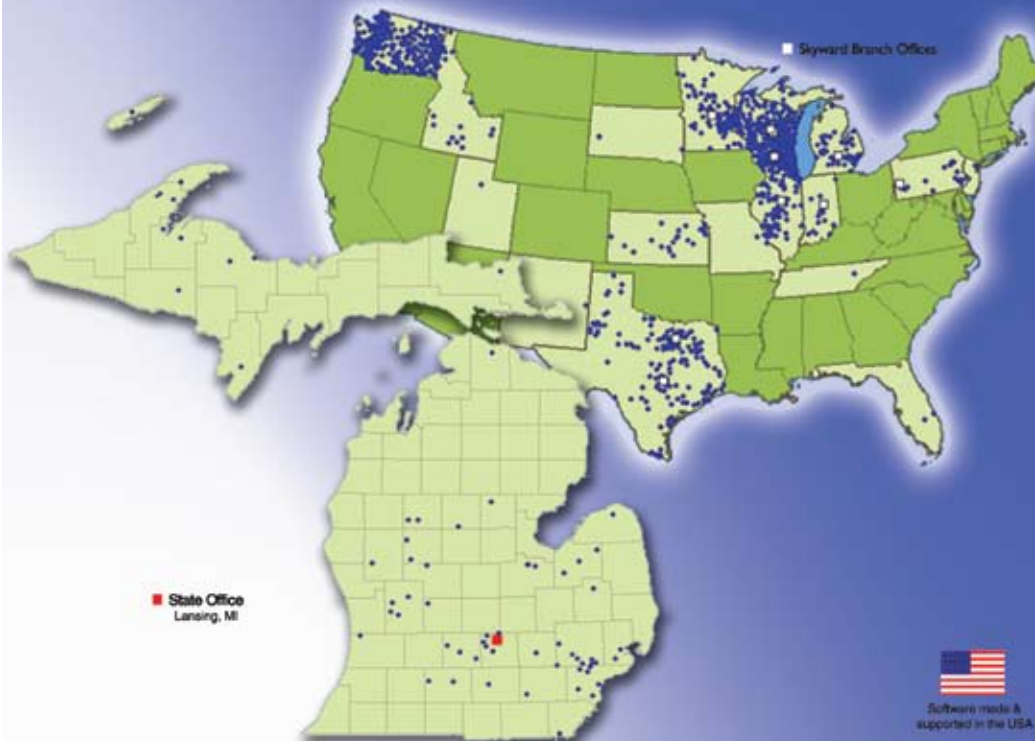 Skyward Branch Offices
State Office
Lansing, MI
Software made &
supported in the USA